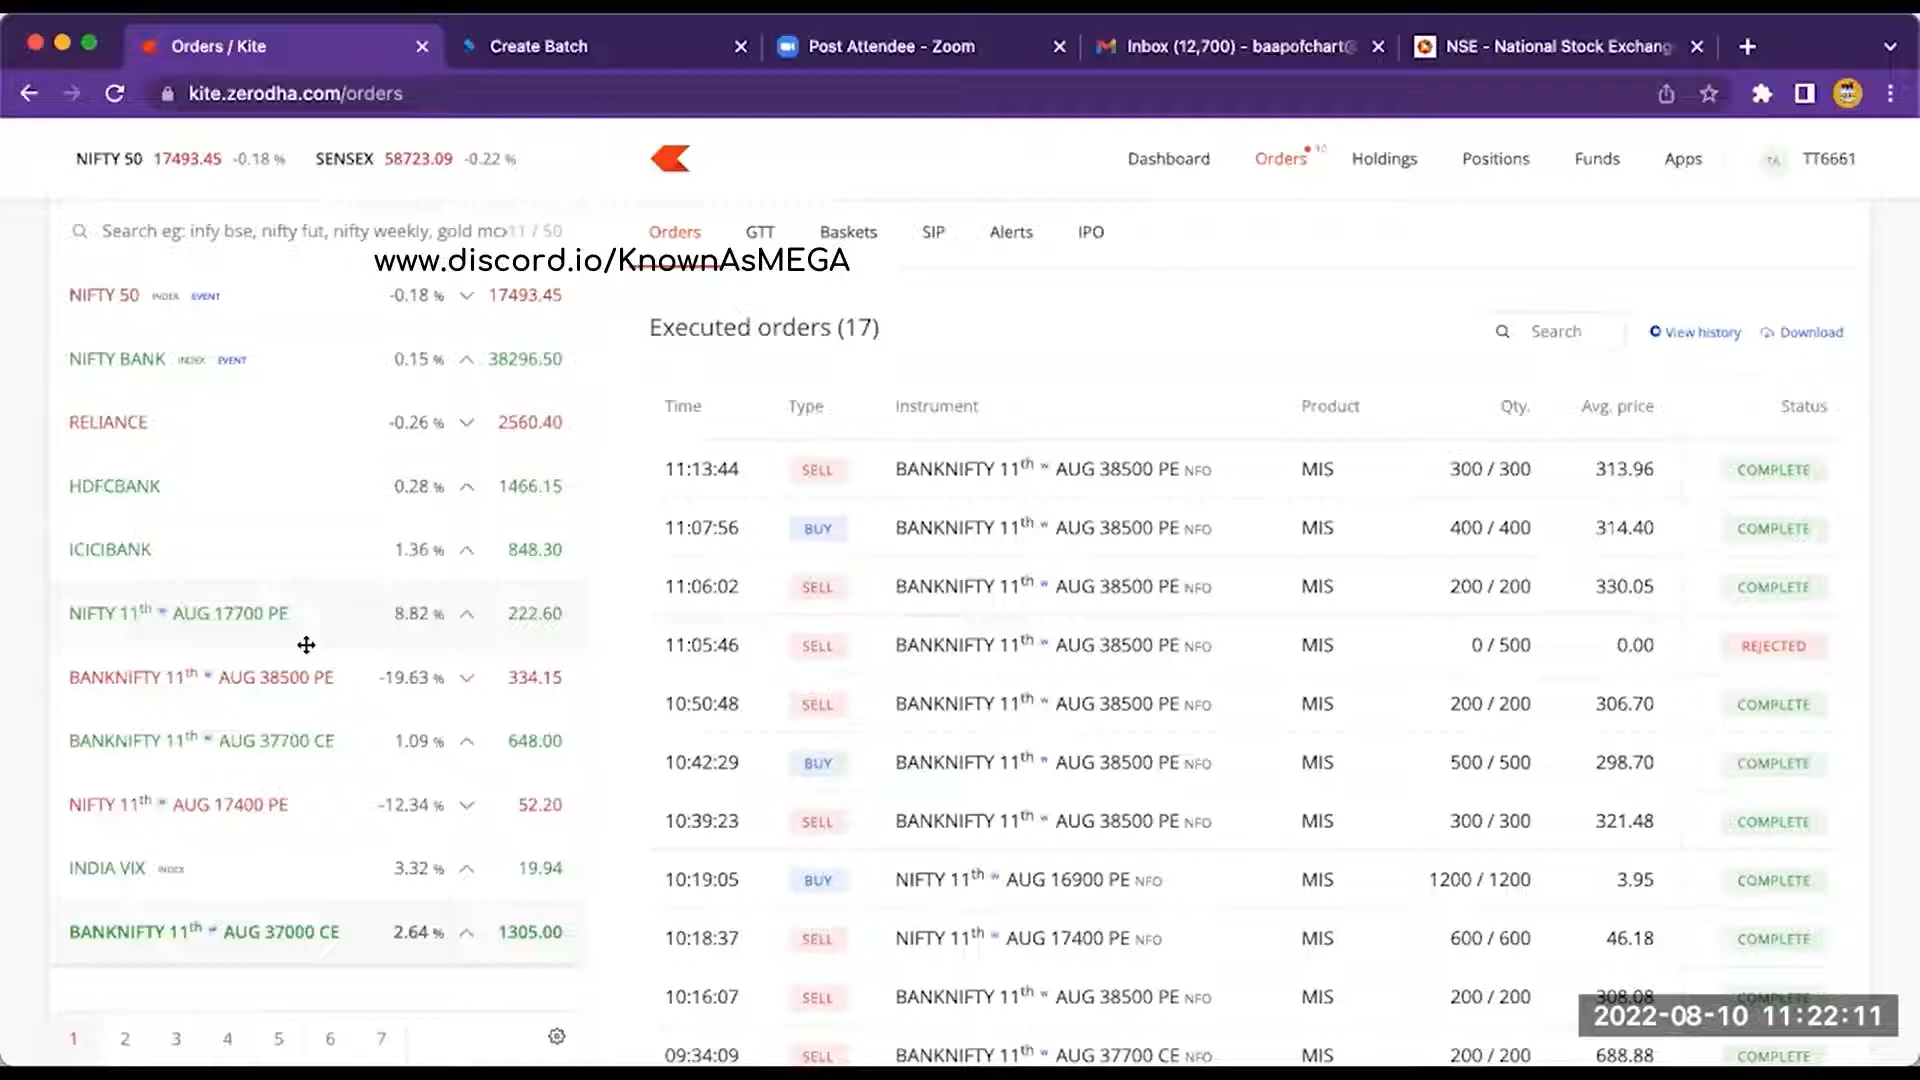 Orders / Kite
Create Batch
Post Attendee - Zoom
Inbox (12,700) - baapofchart@
NSE - National Stock Exchang
kite.zerodha.com/orders
NIFTY 50 17493.45 -0.18 % SENSEX 58723.09 -0.22 %
Dashboard Orders 10 Holdings Positions Funds Apps TA TT6661
Search eg: infy bse, nifty fut, nifty weekly, gold mcx 11 / 50
Orders GTT Baskets SIP Alerts IPO
www.discord.io/KnownAsMEGA
NIFTY 50 INDEX EVENT -0.18 % 17493.45
NIFTY BANK INDEX EVENT 0.15 % 38296.50
RELIANCE -0.26 % 2560.40
HDFCBANK 0.28 % 1466.15
ICICIBANK 1.36 % 848.30
NIFTY 11th w AUG 17700 PE 8.82 % 222.60
BANKNIFTY 11th w AUG 38500 PE -19.63 % 334.15
BANKNIFTY 11th w AUG 37700 CE 1.09 % 648.00
NIFTY 11th w AUG 17400 PE -12.34 % 52.20
INDIA VIX INDEX 3.32 % 19.94
BANKNIFTY 11th w AUG 37000 CE 2.64 % 1305.00
1 2 3 4 5 6 7
Executed orders (17)
Search View history Download
Time Type Instrument Product Qty. Avg. price Status
11:13:44 SELL BANKNIFTY 11th w AUG 38500 PE NFO MIS 300 / 300 313.96 COMPLETE
11:07:56 BUY BANKNIFTY 11th w AUG 38500 PE NFO MIS 400 / 400 314.40 COMPLETE
11:06:02 SELL BANKNIFTY 11th w AUG 38500 PE NFO MIS 200 / 200 330.05 COMPLETE
11:05:46 SELL BANKNIFTY 11th w AUG 38500 PE NFO MIS 0 / 500 0.00 REJECTED
10:50:48 SELL BANKNIFTY 11th w AUG 38500 PE NFO MIS 200 / 200 306.70 COMPLETE
10:42:29 BUY BANKNIFTY 11th w AUG 38500 PE NFO MIS 500 / 500 298.70 COMPLETE
10:39:23 SELL BANKNIFTY 11th w AUG 38500 PE NFO MIS 300 / 300 321.48 COMPLETE
10:19:05 BUY NIFTY 11th w AUG 16900 PE NFO MIS 1200 / 1200 3.95 COMPLETE
10:18:37 SELL NIFTY 11th w AUG 17400 PE NFO MIS 600 / 600 46.18 COMPLETE
10:16:07 SELL BANKNIFTY 11th w AUG 38500 PE NFO MIS 200 / 200 308.08 COMPLETE
2022-08-10 11:22:11
09:34:09 SELL BANKNIFTY 11th w AUG 37700 CE NFO MIS 200 / 200 688.88 COMPLETE